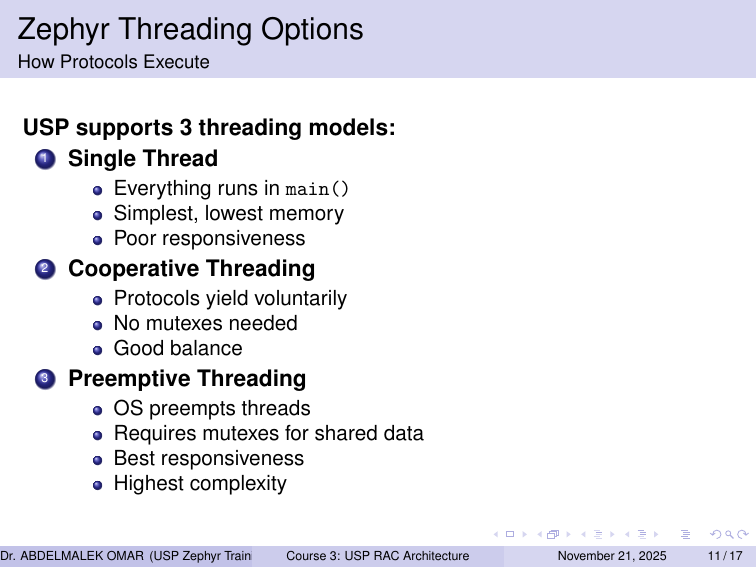 Zephyr Threading Options
How Protocols Execute
USP supports 3 threading models:
1 Single Thread
Everything runs in main()
Simplest, lowest memory
Poor responsiveness
2 Cooperative Threading
Protocols yield voluntarily
No mutexes needed
Good balance
3 Preemptive Threading
OS preempts threads
Requires mutexes for shared data
Best responsiveness
Highest complexity
Dr. ABDELMALEK OMAR (USP Zephyr Train Course 3: USP RAC Architecture November 21, 2025 11 / 17